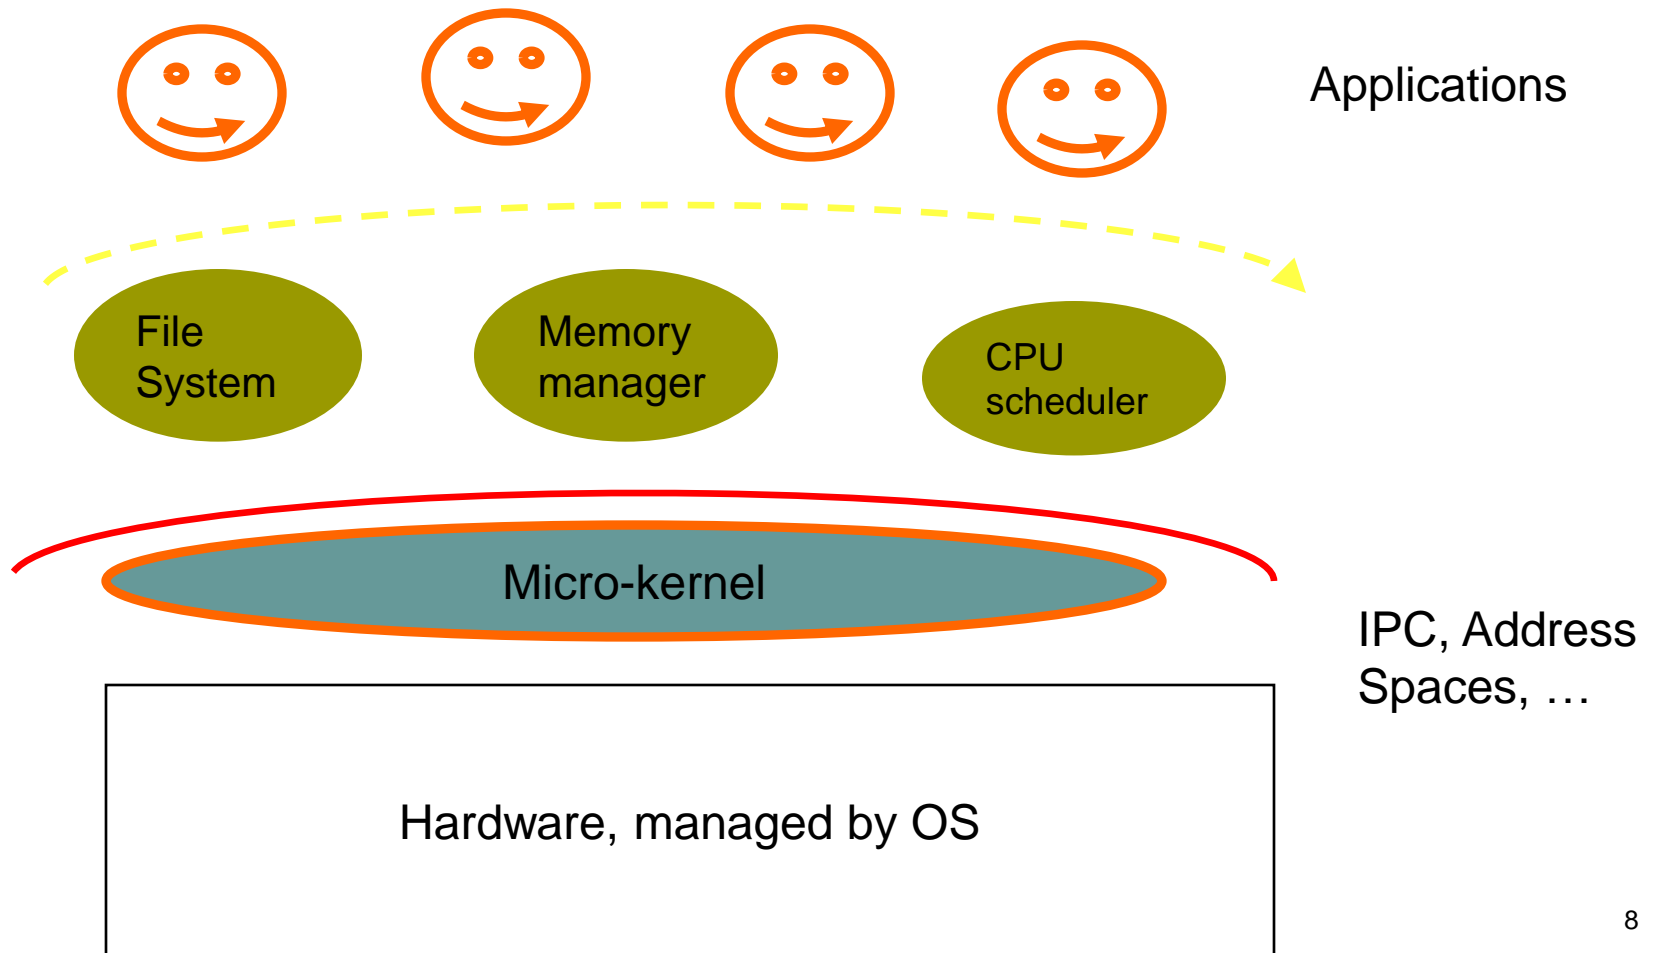 Applications
File
System
Memory
manager
CPU
scheduler
Micro-kernel
IPC, Address
Spaces, …
Hardware, managed by OS
8